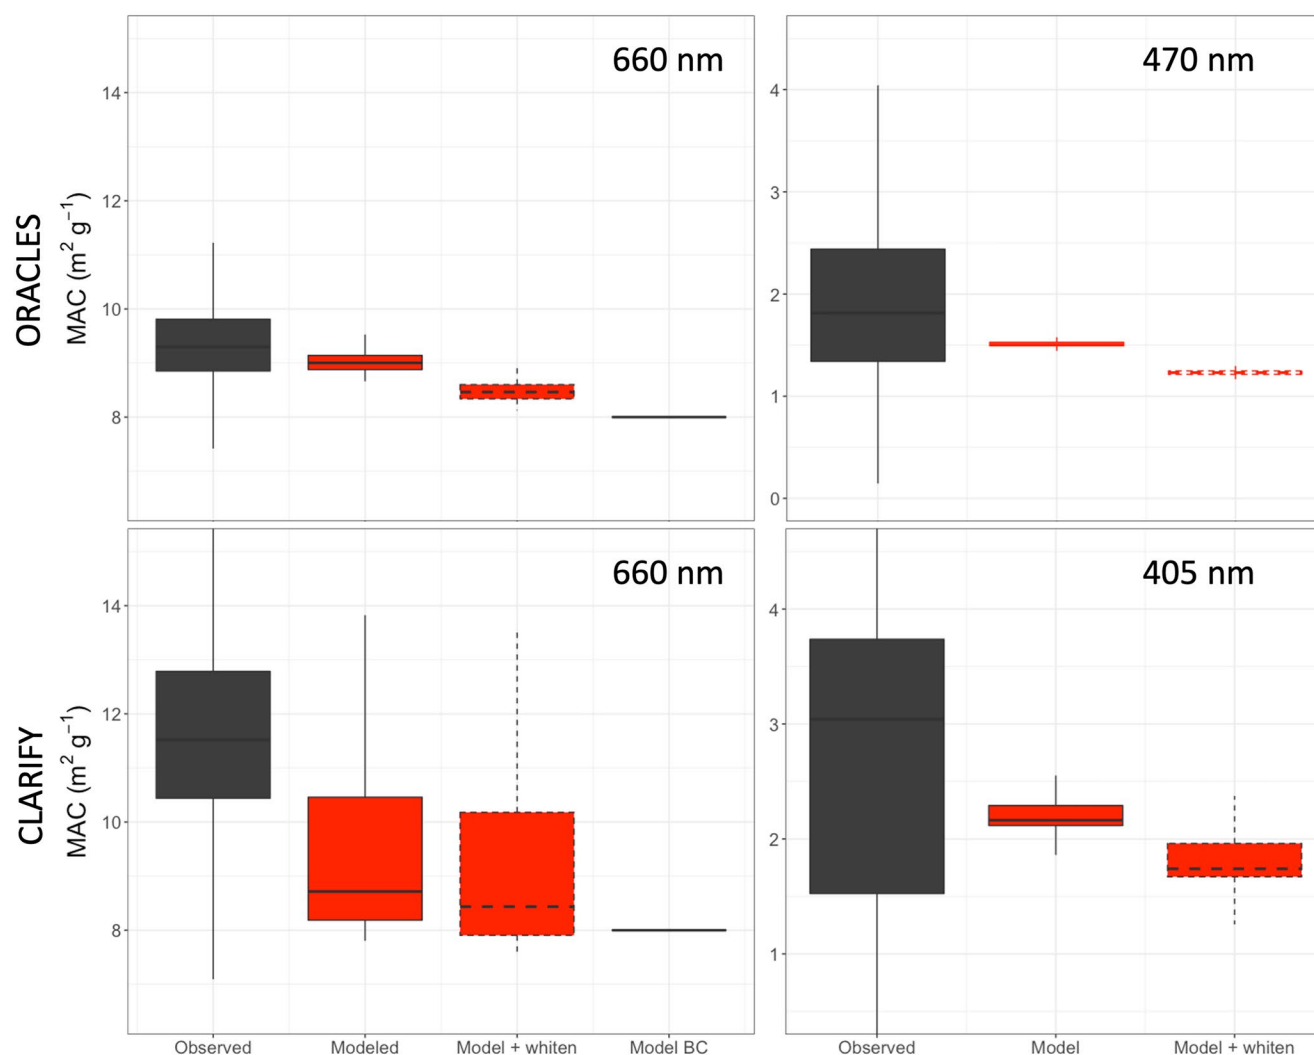 660 nm
470 nm
14
12
10
8
4
3
2
1
0
ORACLES
MAC (m² g⁻¹)
660 nm
405 nm
14
12
10
8
4
3
2
1
CLARIFY
MAC (m² g⁻¹)
Observed Modeled Model + whiten Model BC
Observed Model Model + whiten